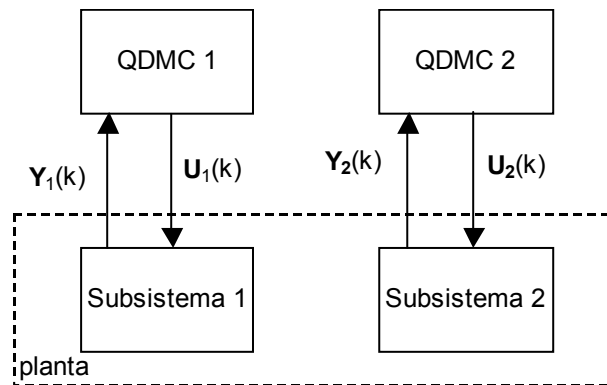 QDMC 1
QDMC 2
Y1(k)
U1(k)
Y2(k)
U2(k)
Subsistema 1
Subsistema 2
planta